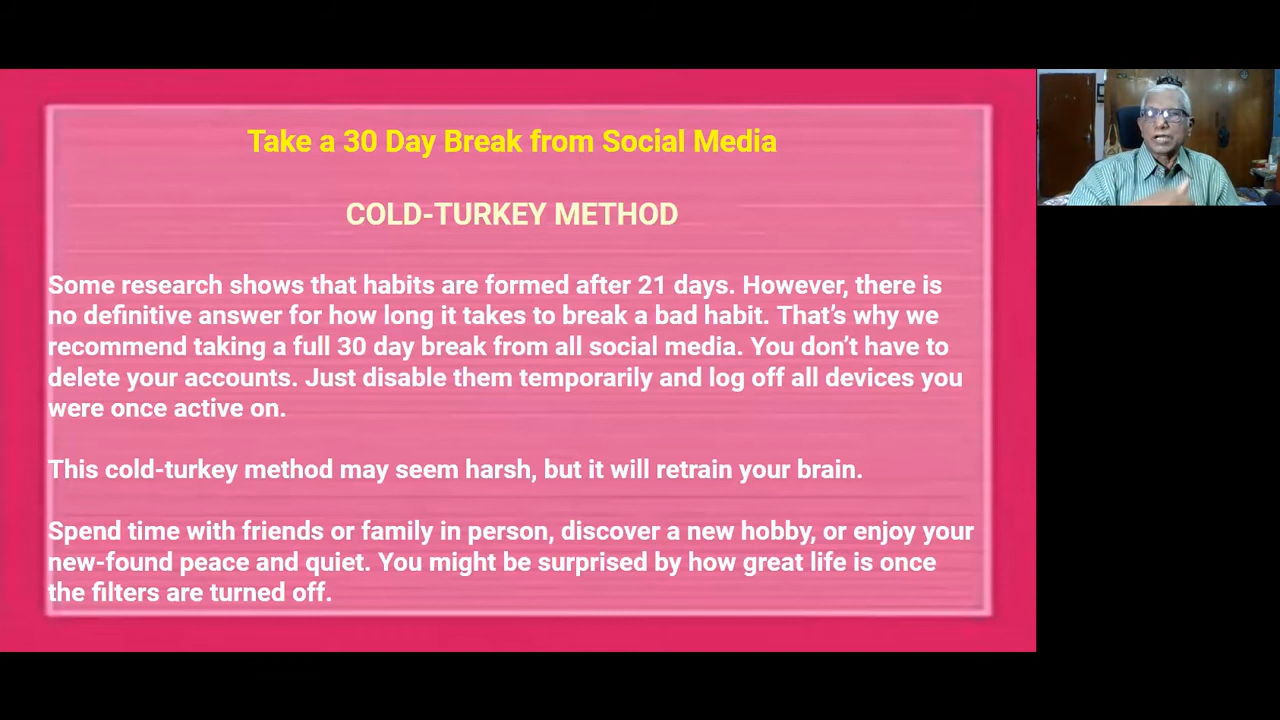 Take a 30 Day Break from Social Media
COLD-TURKEY METHOD
Some research shows that habits are formed after 21 days. However, there is
no definitive answer for how long it takes to break a bad habit. That’s why we
recommend taking a full 30 day break from all social media. You don’t have to
delete your accounts. Just disable them temporarily and log off all devices you
were once active on.
This cold-turkey method may seem harsh, but it will retrain your brain.
Spend time with friends or family in person, discover a new hobby, or enjoy your
new-found peace and quiet. You might be surprised by how great life is once
the filters are turned off.